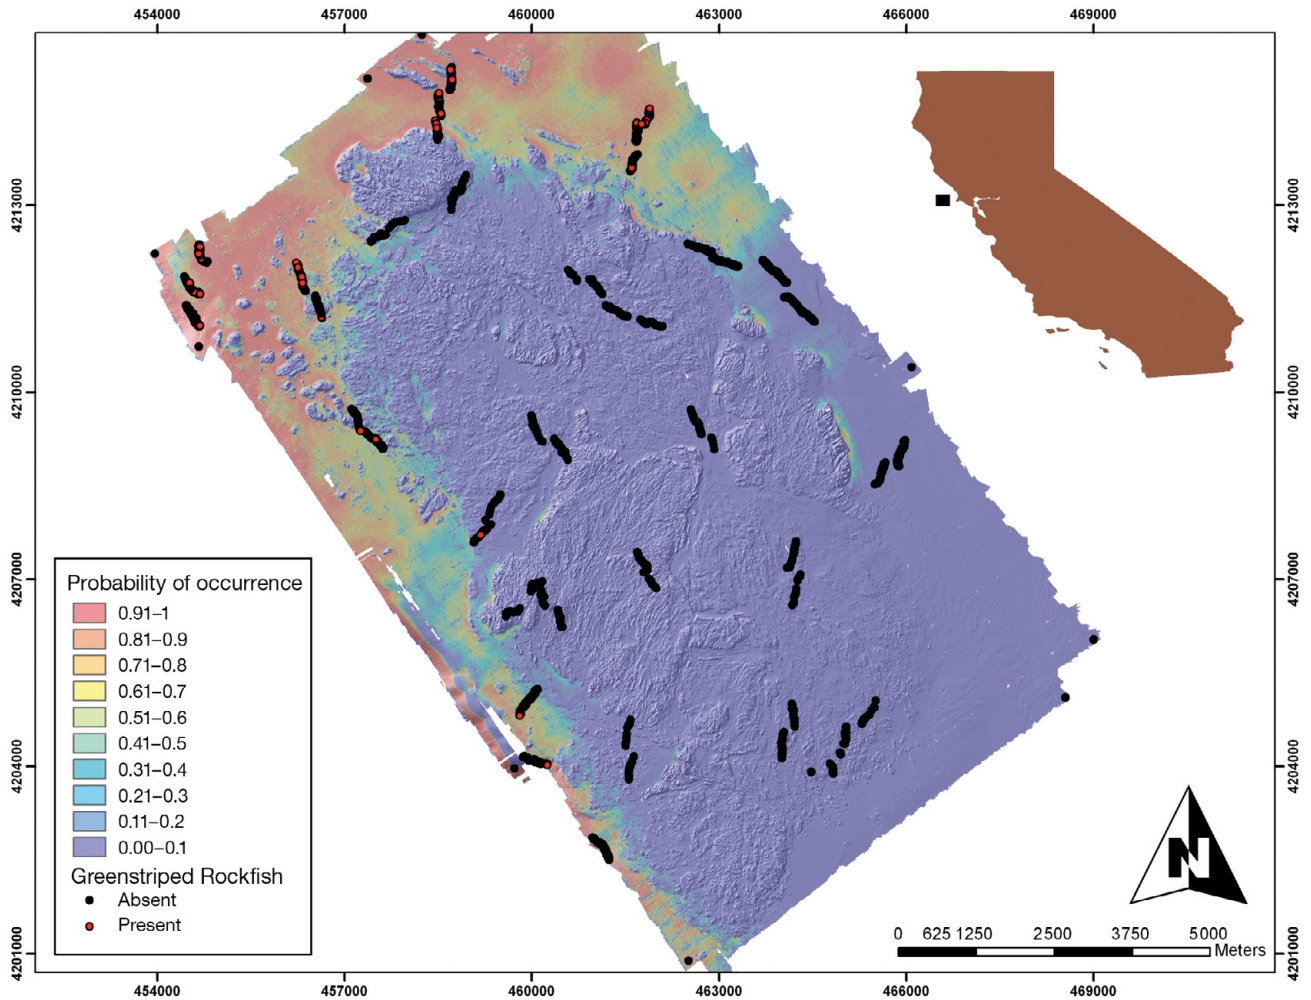 454000 457000 460000 463000 466000 469000
4213000 4213000
4210000 4210000
4207000 4207000
Probability of occurrence
0.91–1
0.81–0.9
0.71–0.8
0.61–0.7
0.51–0.6
0.41–0.5
0.31–0.4
0.21–0.3
0.11–0.2
0.00–0.1
Greenstriped Rockfish
Absent
Present
4204000 4204000
N
0 625 1250 2500 3750 5000
Meters
4201000 4201000
454000 457000 460000 463000 466000 469000